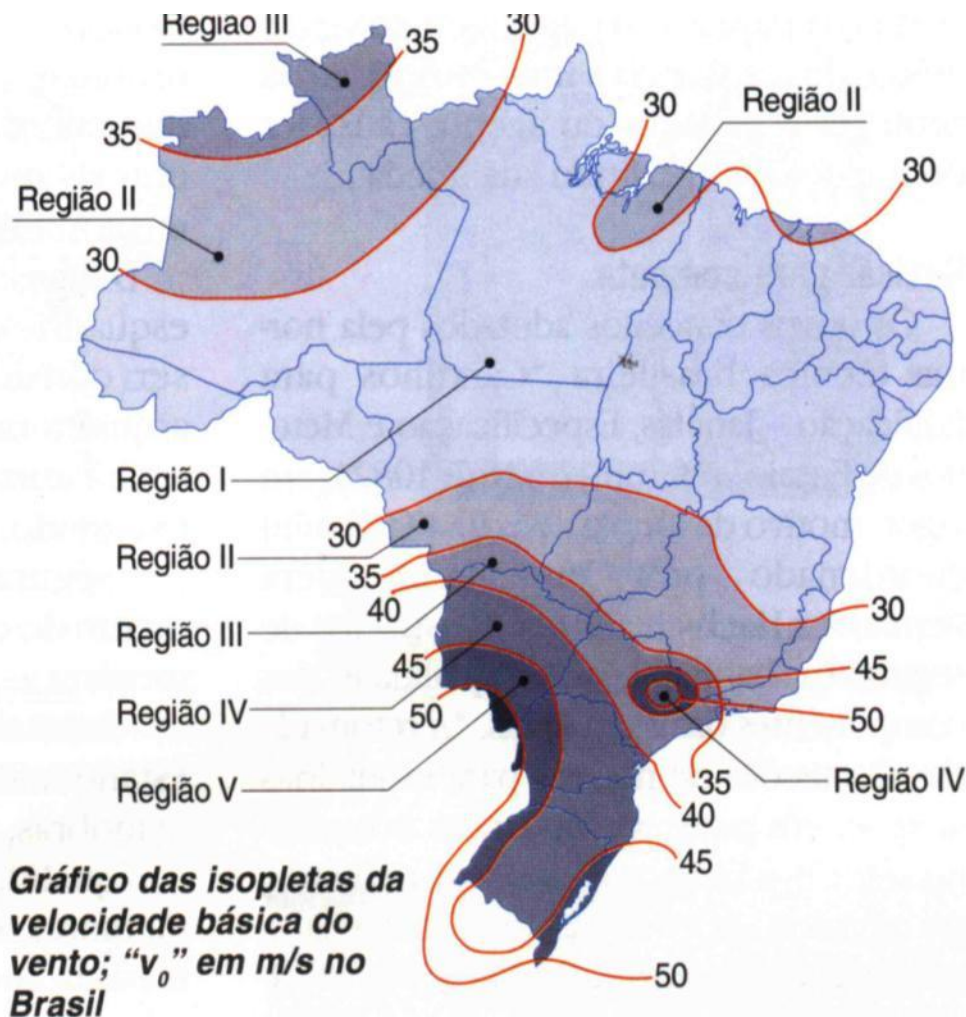 Região III
35
30
35
30
Região II
30
Região II
30
Região I
30
Região II
35
40
30
Região III
45
45
Região IV
50
50
Região V
35
Região IV
40
45
Gráfico das isopletas da
velocidade básica do
vento; “v₀” em m/s no
Brasil
50